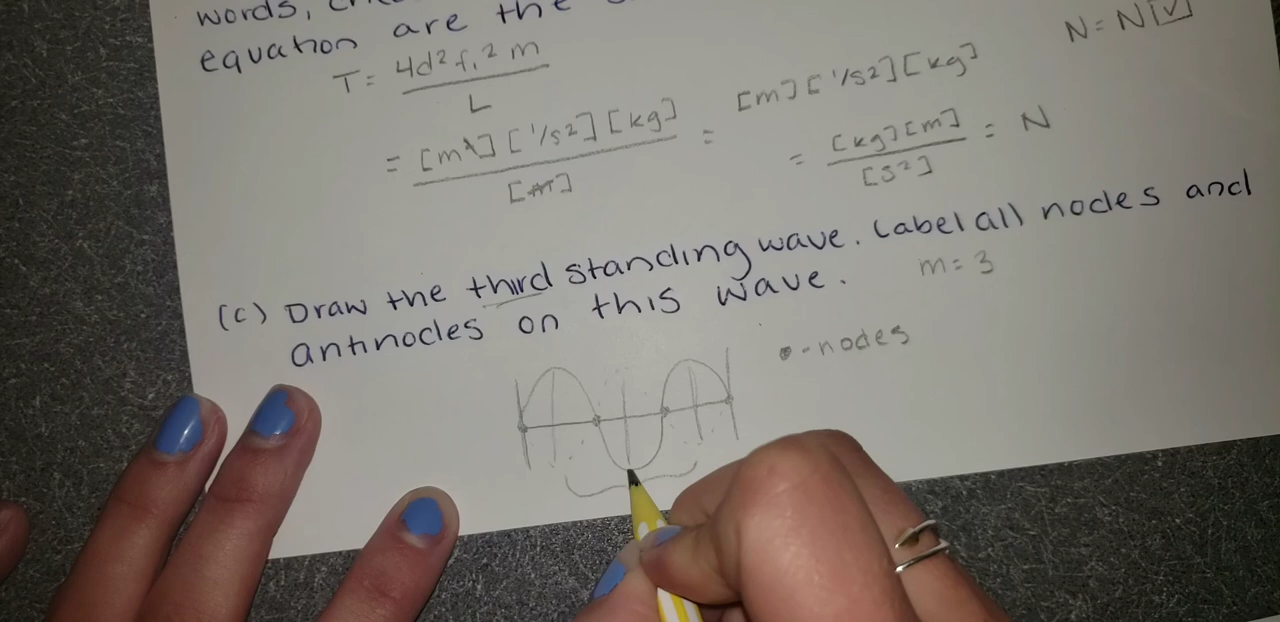 words,
equation are the
T = 4d² f₁² m / L
N = N ☑
= [m²] [1/s²] [kg] / [m] = [m] [1/s²] [kg]
= [kg] [m] / [s²] = N
(c) Draw the third standing wave. Label all nodes and
antinodes on this wave. m = 3
• - nodes